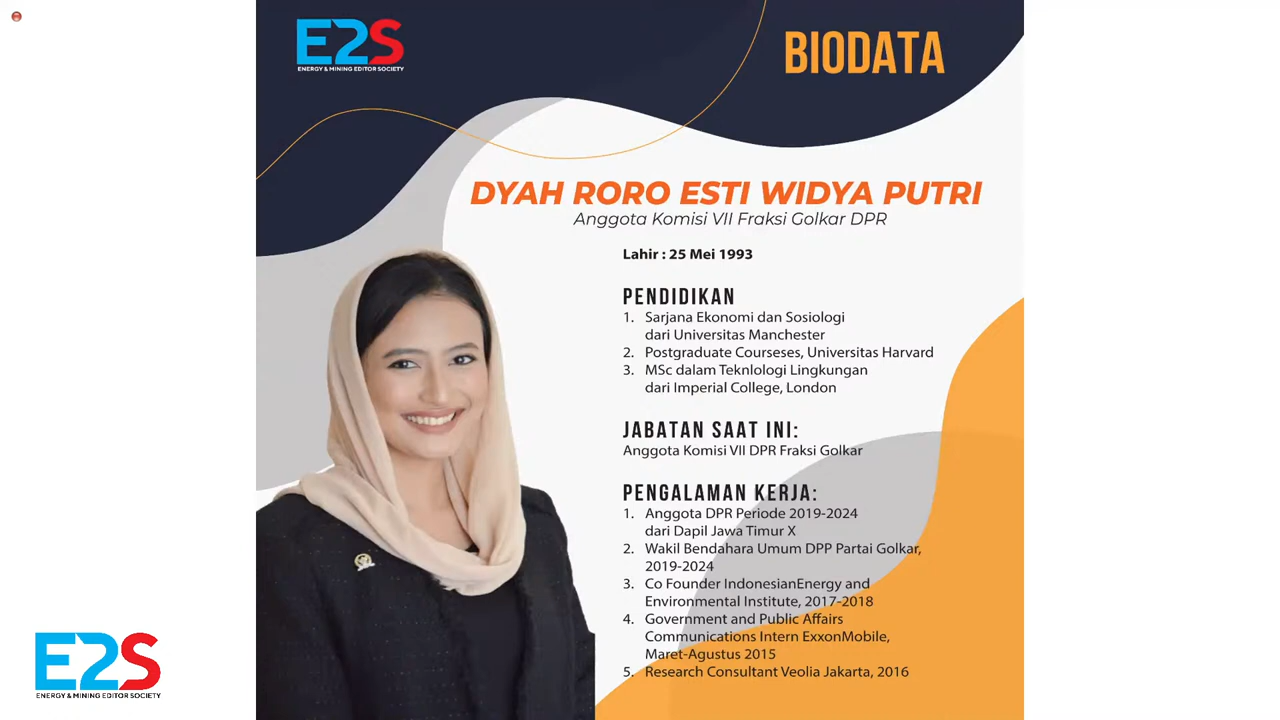 E2S
ENERGY & MINING EDITOR SOCIETY
BIODATA
DYAH RORO ESTI WIDYA PUTRI
Anggota Komisi VII Fraksi Golkar DPR
Lahir : 25 Mei 1993
PENDIDIKAN
1. Sarjana Ekonomi dan Sosiologi
dari Universitas Manchester
2. Postgraduate Courseses, Universitas Harvard
3. MSc dalam Teknlologi Lingkungan
dari Imperial College, London
JABATAN SAAT INI:
Anggota Komisi VII DPR Fraksi Golkar
PENGALAMAN KERJA:
1. Anggota DPR Periode 2019-2024
dari Dapil Jawa Timur X
2. Wakil Bendahara Umum DPP Partai Golkar,
2019-2024
3. Co Founder IndonesianEnergy and
Environmental Institute, 2017-2018
4. Government and Public Affairs
Communications Intern ExxonMobile,
Maret-Agustus 2015
5. Research Consultant Veolia Jakarta, 2016
E2S
ENERGY & MINING EDITOR SOCIETY